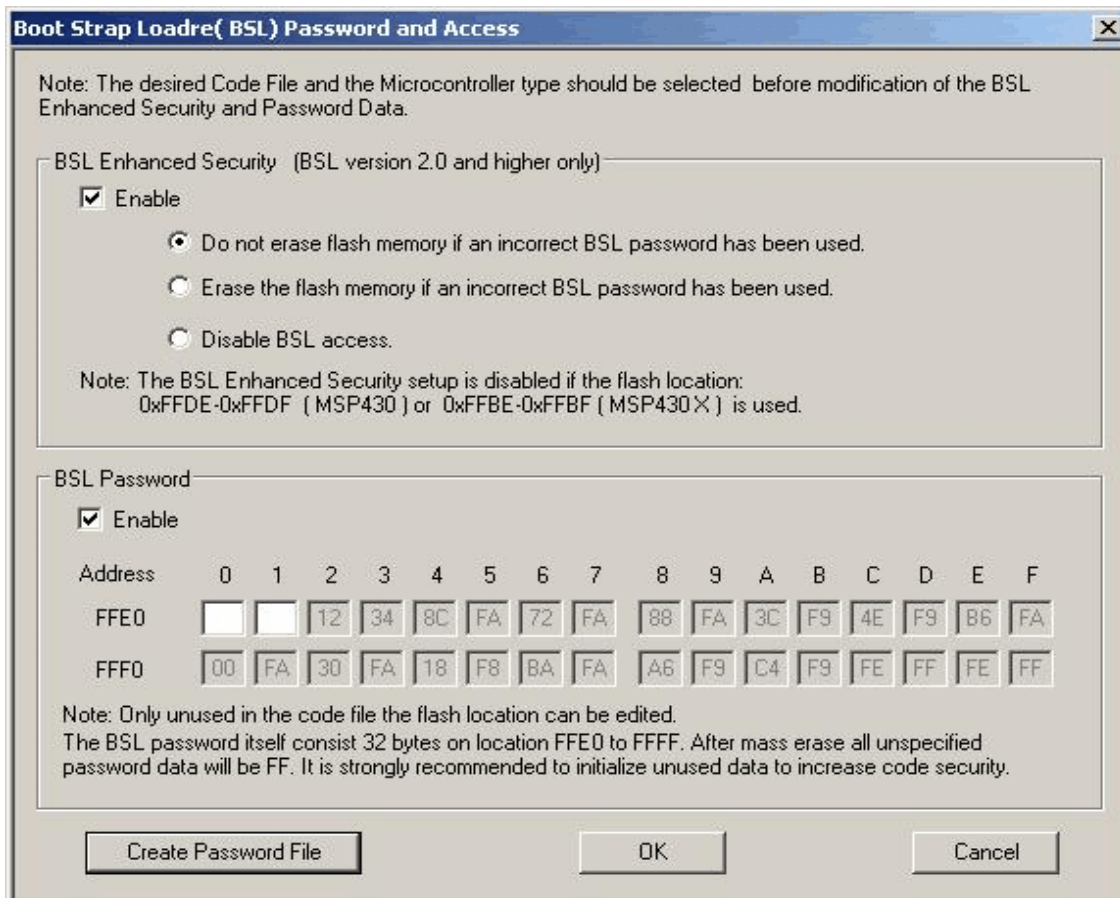 Boot Strap Loadre( BSL) Password and Access
Note: The desired Code File and the Microcontroller type should be selected before modification of the BSL
Enhanced Security and Password Data.
BSL Enhanced Security (BSL version 2.0 and higher only)
Enable
Do not erase flash memory if an incorrect BSL password has been used.
Erase the flash memory if an incorrect BSL password has been used.
Disable BSL access.
Note: The BSL Enhanced Security setup is disabled if the flash location:
0xFFDE-0xFFDF ( MSP430 ) or 0xFFBE-0xFFBF ( MSP430X ) is used.
BSL Password
Enable
Address 0 1 2 3 4 5 6 7 8 9 A B C D E F
FFE0 12 34 8C FA 72 FA 88 FA 3C F9 4E F9 B6 FA
FFF0 00 FA 30 FA 18 F8 BA FA A6 F9 C4 F9 FE FF FE FF
Note: Only unused in the code file the flash location can be edited.
The BSL password itself consist 32 bytes on location FFE0 to FFFF. After mass erase all unspecified
password data will be FF. It is strongly recommended to initialize unused data to increase code security.
Create Password File OK Cancel